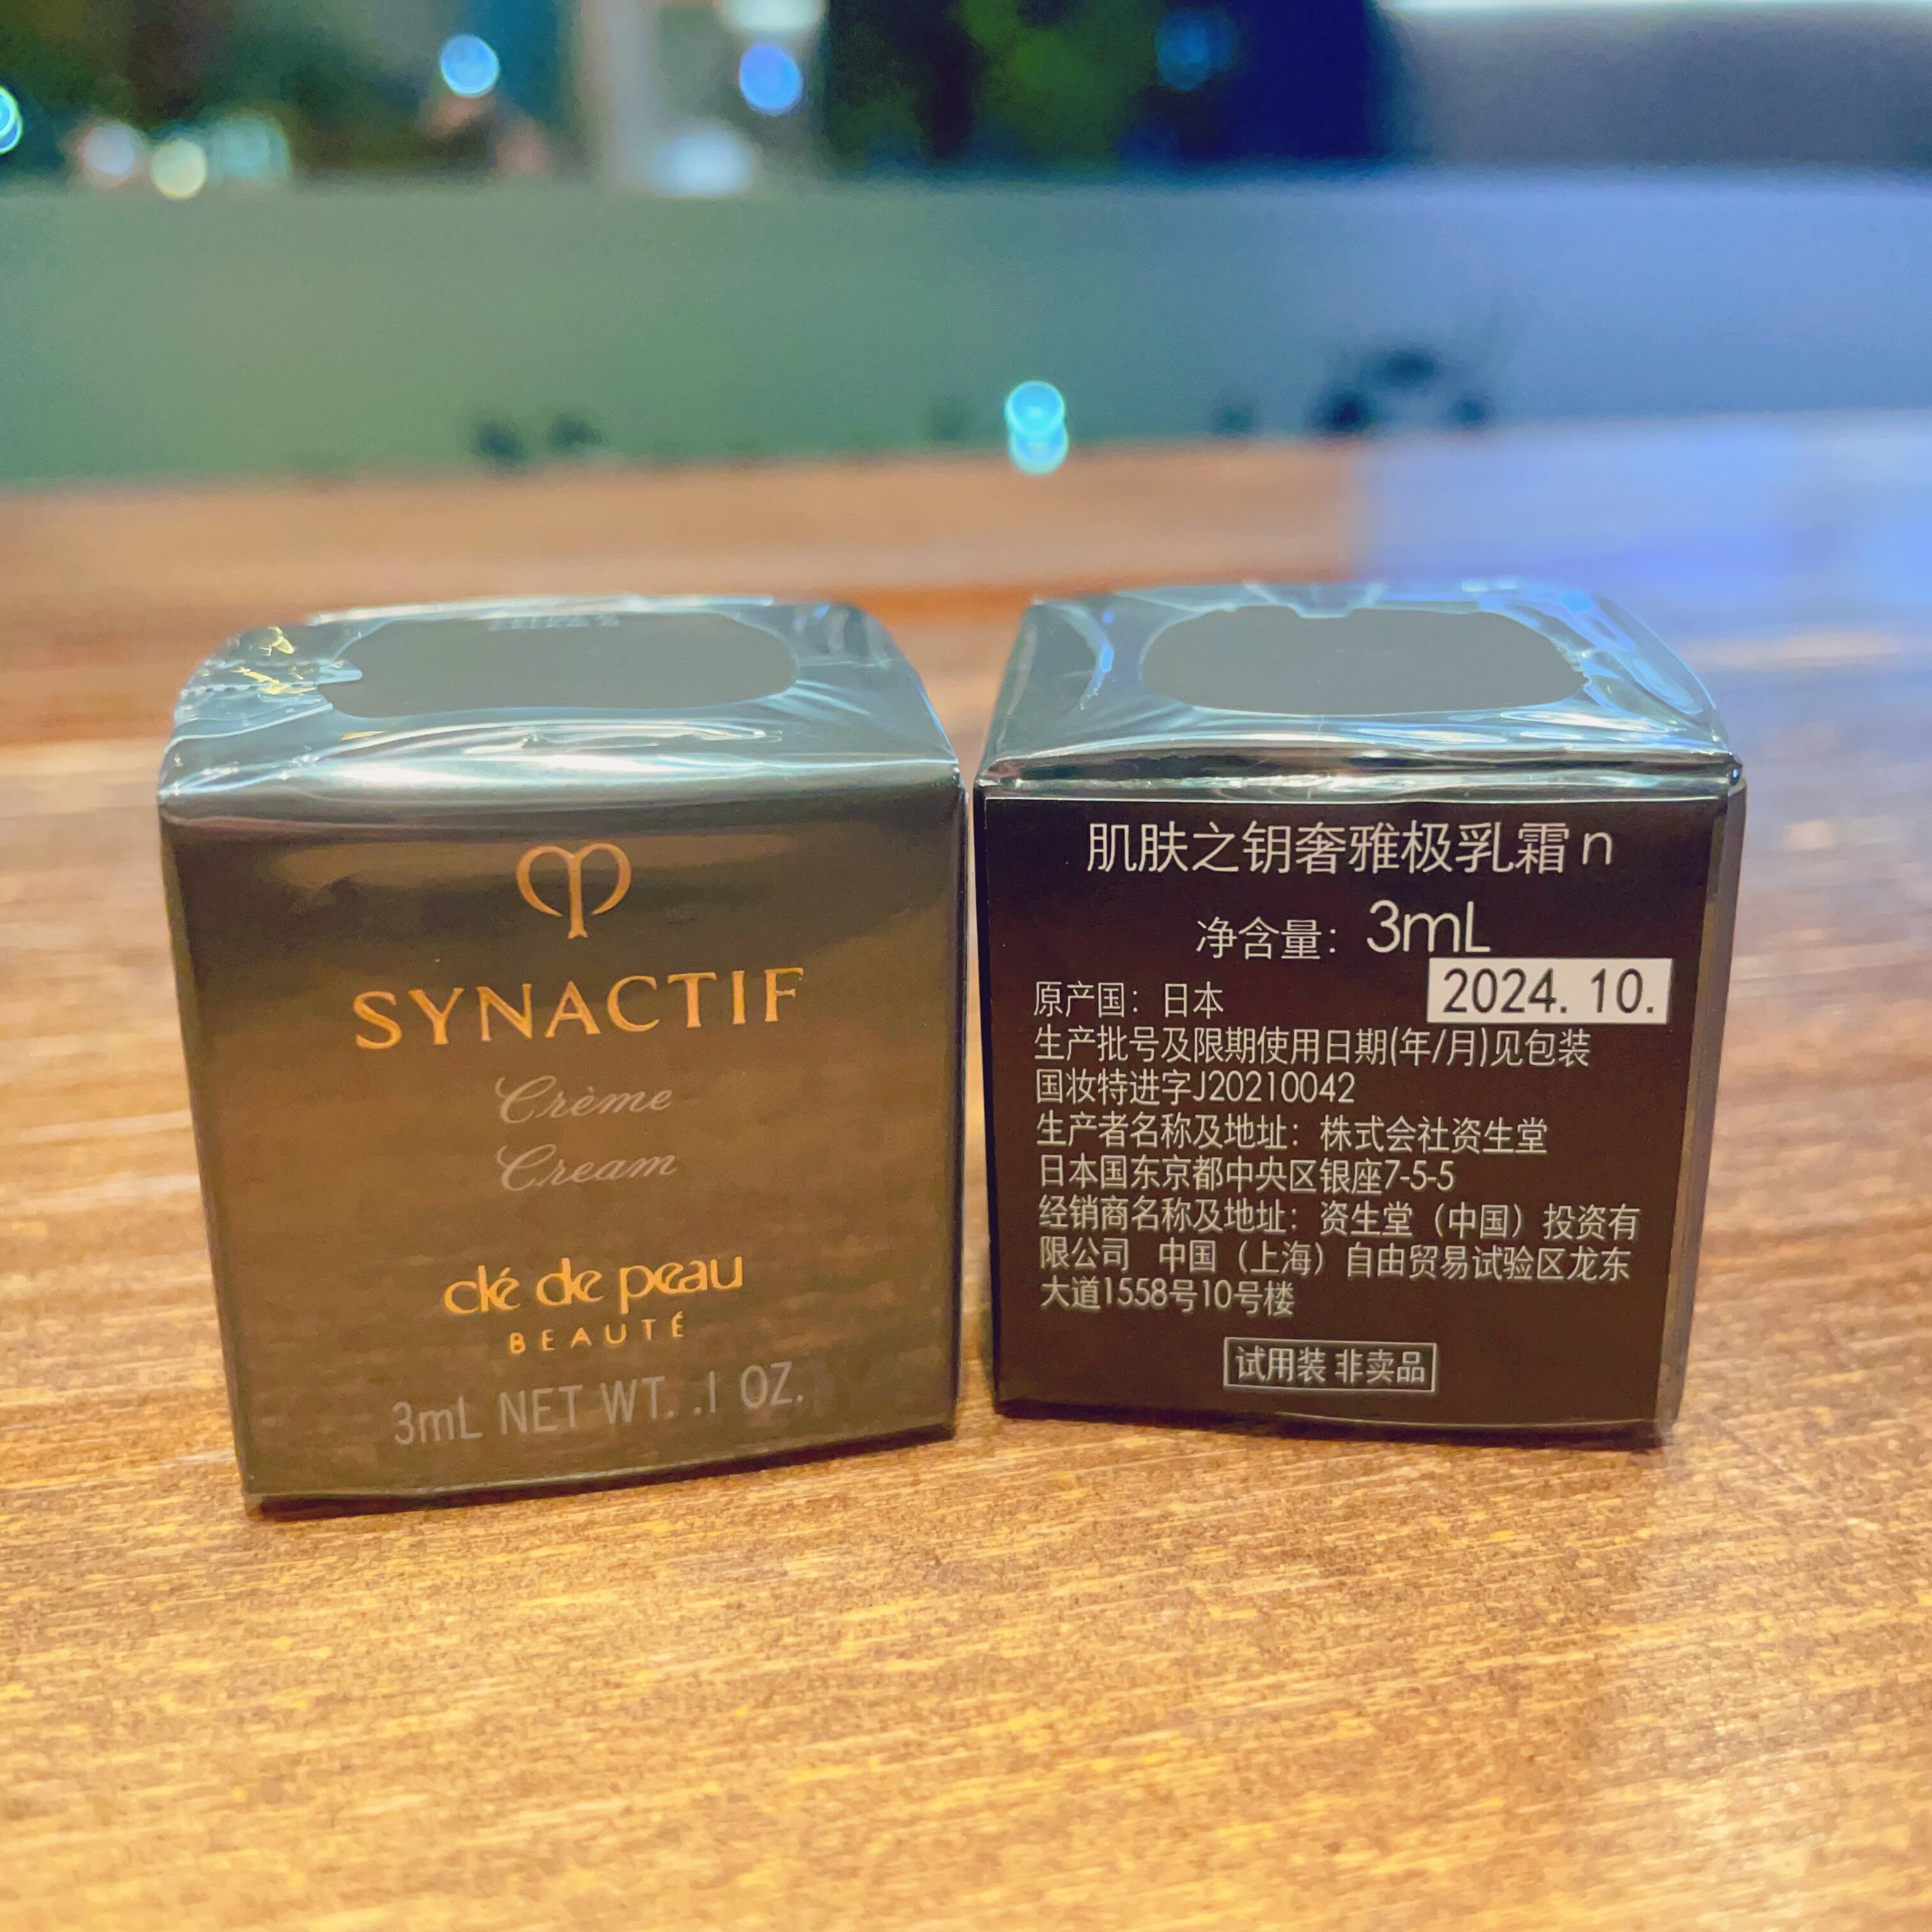 SYNACTIF
Crème
Cream
clé de peau
BEAUTÉ
3mL NET WT. .1 OZ.
肌肤之钥奢雅极乳霜n
净含量：3mL
2024. 10.
原产国：日本
生产批号及限期使用日期(年/月)见包装
国妆特进字J20210042
生产者名称及地址：株式会社资生堂
日本国东京都中央区银座7-5-5
经销商名称及地址：资生堂（中国）投资有
限公司 中国（上海）自由贸易试验区龙东
大道1558号10号楼
试用装 非卖品